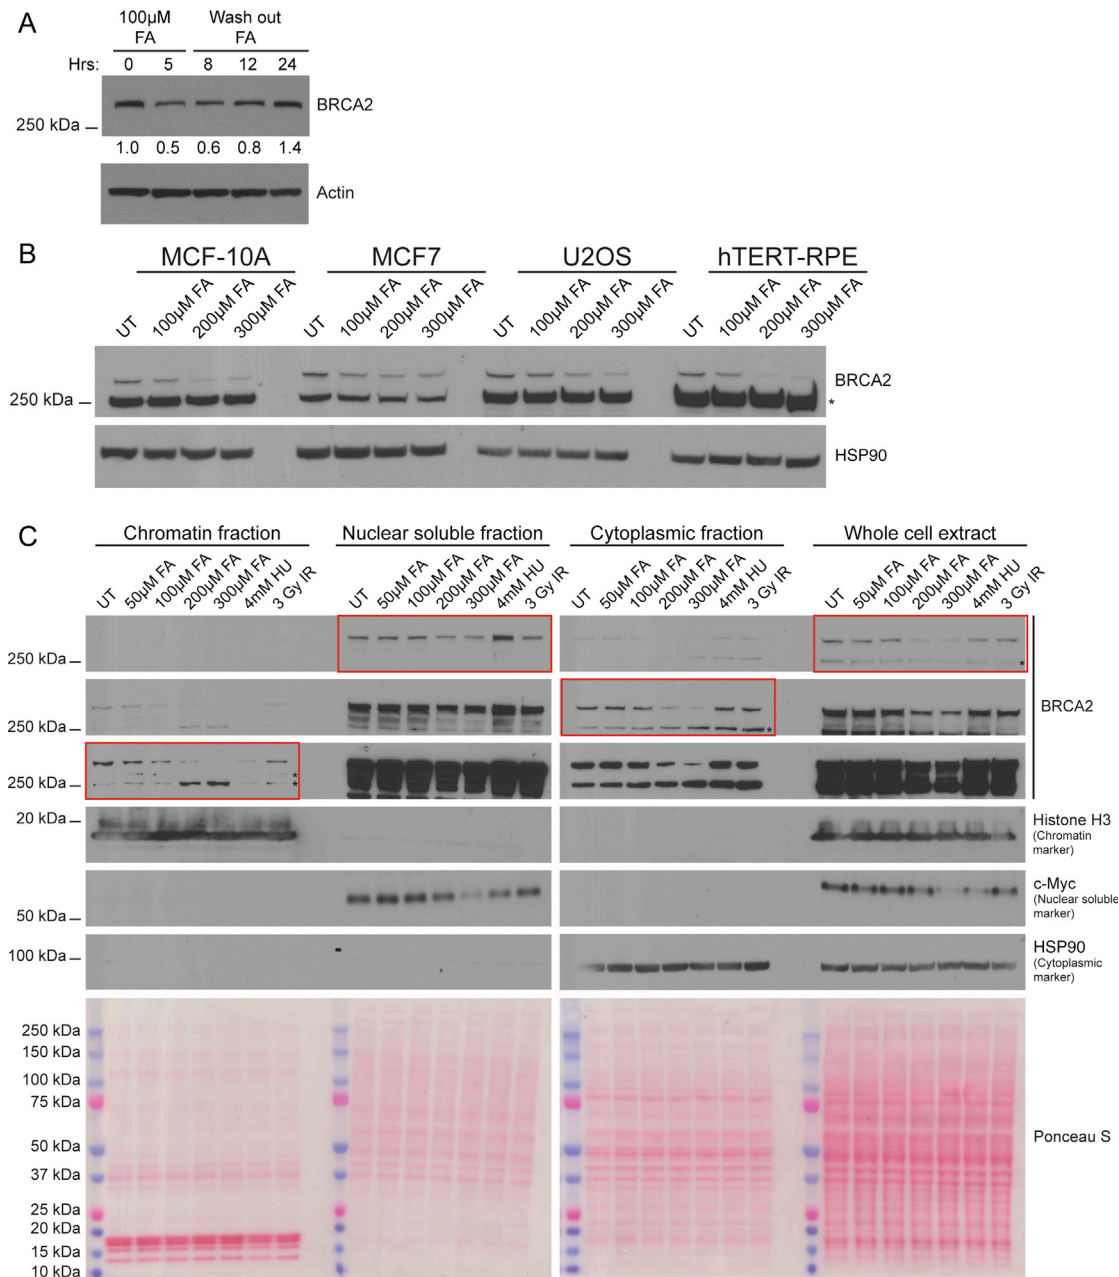 A
100µM
FA
Wash out
FA
Hrs: 0 5 8 12 24
BRCA2
250 kDa
1.0 0.5 0.6 0.8 1.4
Actin
B
MCF-10A MCF7 U2OS hTERT-RPE
UT 100µM FA 200µM FA 300µM FA UT 100µM FA 200µM FA 300µM FA UT 100µM FA 200µM FA 300µM FA UT 100µM FA 200µM FA 300µM FA
BRCA2
250 kDa
*
HSP90
C
Chromatin fraction Nuclear soluble fraction Cytoplasmic fraction Whole cell extract
UT 50µM FA 100µM FA 200µM FA 300µM FA 4mM HU 3 Gy IR UT 50µM FA 100µM FA 200µM FA 300µM FA 4mM HU 3 Gy IR UT 50µM FA 100µM FA 200µM FA 300µM FA 4mM HU 3 Gy IR UT 50µM FA 100µM FA 200µM FA 300µM FA 4mM HU 3 Gy IR
250 kDa
*
BRCA2
250 kDa
*
*
250 kDa
*
20 kDa
Histone H3
(Chromatin
marker)
c-Myc
(Nuclear soluble
marker)
50 kDa
HSP90
(Cytoplasmic
marker)
100 kDa
250 kDa
150 kDa
100 kDa
75 kDa
50 kDa
Ponceau S
37 kDa
25 kDa
20 kDa
15 kDa
10 kDa